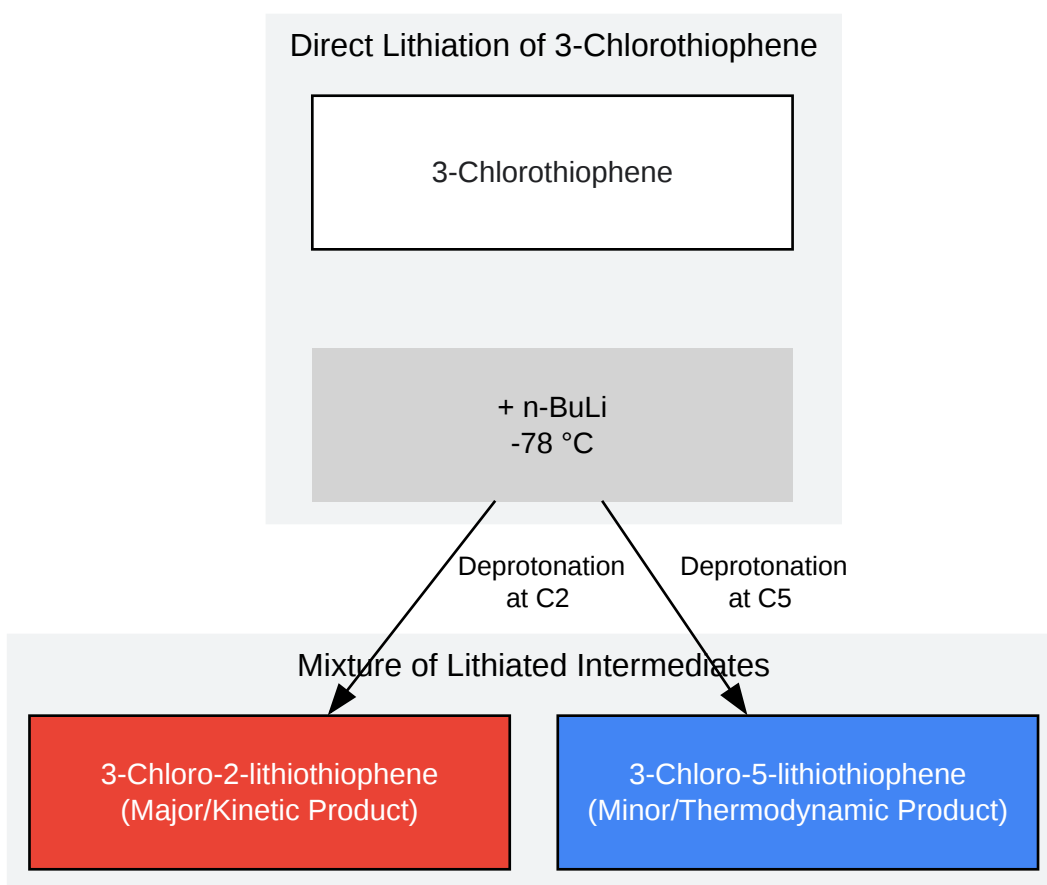 Direct Lithiation of 3-Chlorothiophene
3-Chlorothiophene
+ n-BuLi
-78 °C
Deprotonation
at C2
Deprotonation
at C5
Mixture of Lithiated Intermediates
3-Chloro-2-lithiothiophene
(Major/Kinetic Product)
3-Chloro-5-lithiothiophene
(Minor/Thermodynamic Product)